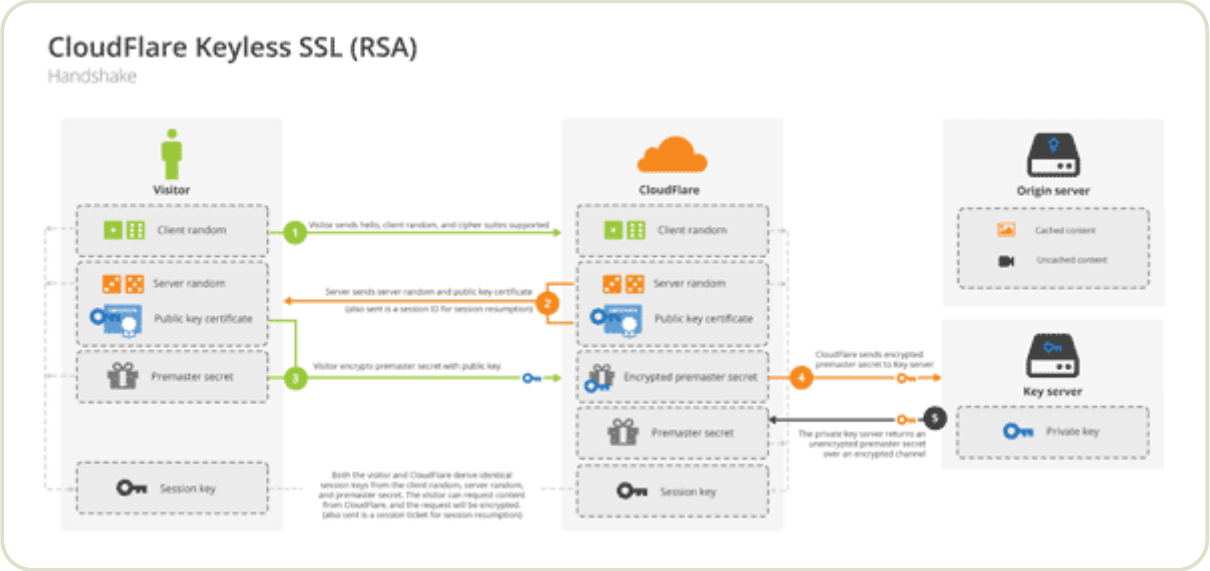 CloudFlare Keyless SSL (RSA)
Handshake
Visitor
CloudFlare
Origin server
Client random
1
Visitor sends hello, client random, and cipher suites supported
Client random
Cached content
Uncached content
Server random
Public key certificate
Server sends server random and public key certificate
(also sent is a session ID for session resumption)
2
Server random
Public key certificate
Premaster secret
3
Visitor encrypts premaster secret with public key
Encrypted premaster secret
4
CloudFlare sends encrypted
premaster secret to Key server
Key server
Premaster secret
5
The private key server returns an
unencrypted premaster secret
over an encrypted channel
Private key
Session key
Both the visitor and CloudFlare derive identical
session keys from the client random, server random,
and premaster secret. The visitor can request content
from CloudFlare, and the request will be encrypted.
(also sent is a session ticket for session resumption)
Session key